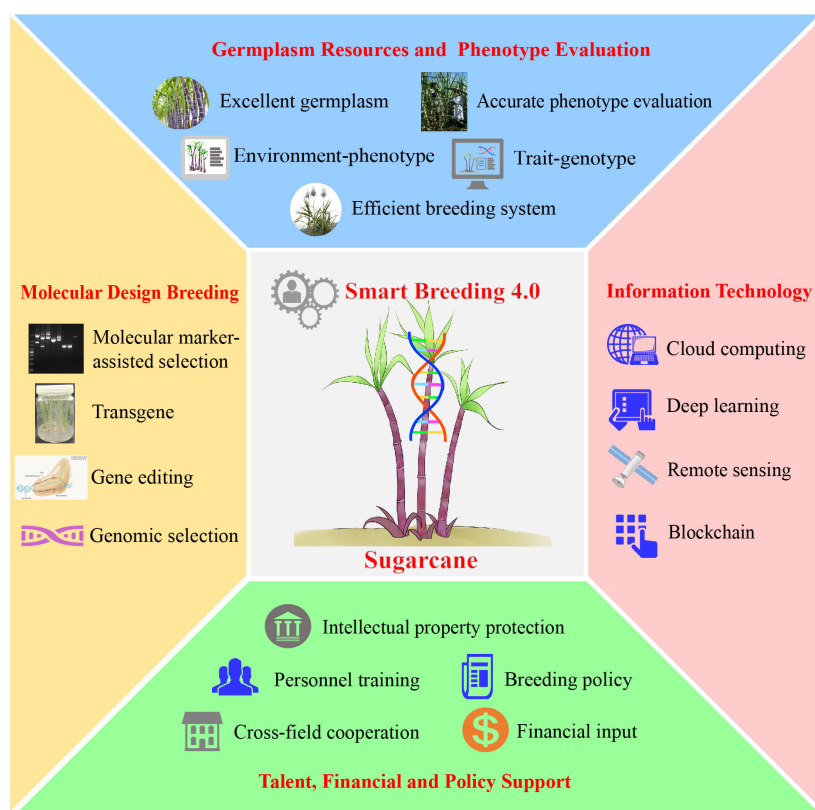 Germplasm Resources and Phenotype Evaluation
Excellent germplasm
Accurate phenotype evaluation
Environment-phenotype
Trait-genotype
Efficient breeding system
Molecular Design Breeding
Molecular marker-
assisted selection
Transgene
Gene editing
Genomic selection
Smart Breeding 4.0
Sugarcane
Information Technology
Cloud computing
Deep learning
Remote sensing
Blockchain
Intellectual property protection
Personnel training
Breeding policy
Cross-field cooperation
Financial input
Talent, Financial and Policy Support